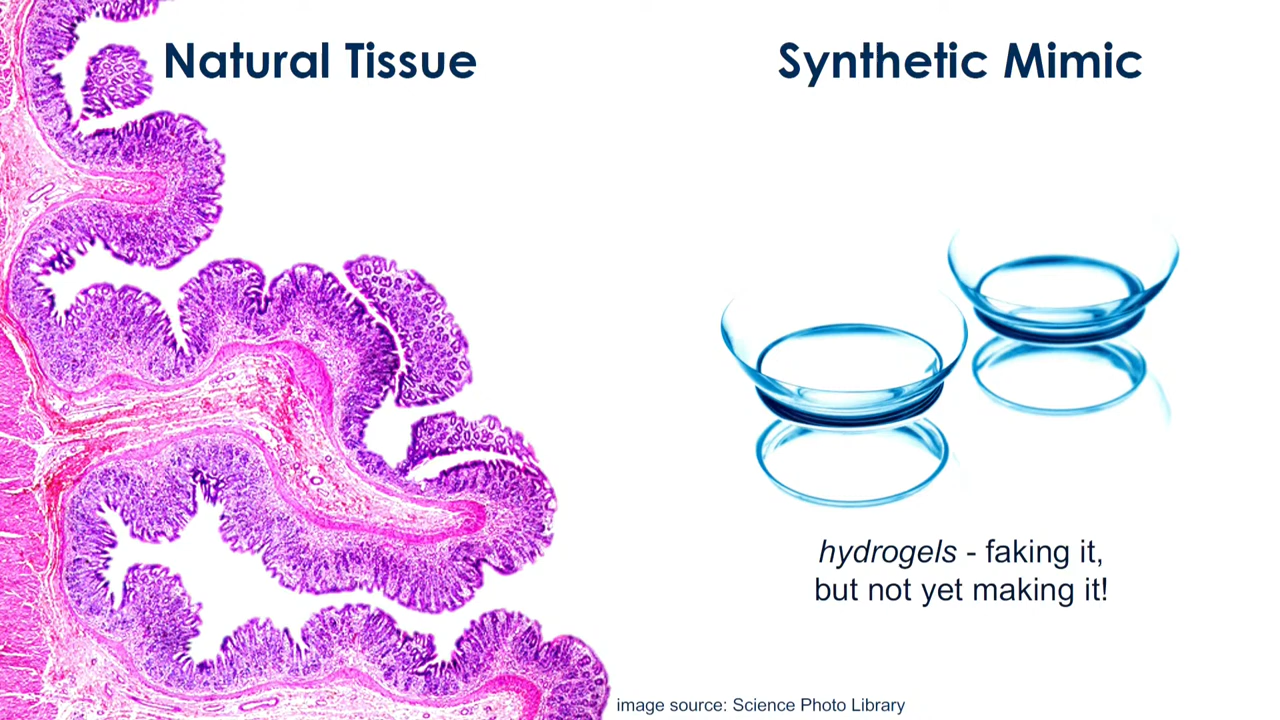 Natural Tissue
Synthetic Mimic
hydrogels - faking it,
but not yet making it!
image source: Science Photo Library